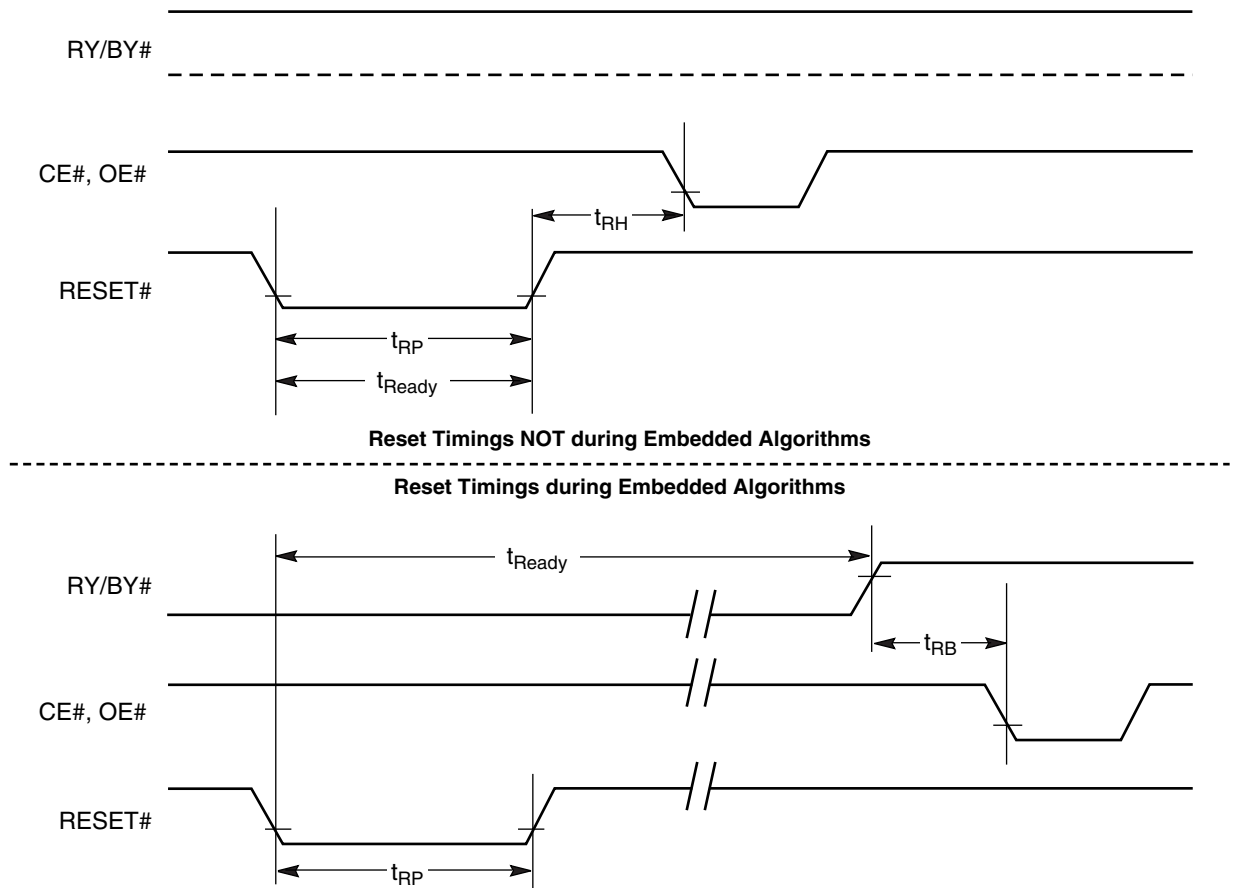 RY/BY#
CE#, OE#
tRH
RESET#
tRP
tReady
Reset Timings NOT during Embedded Algorithms
Reset Timings during Embedded Algorithms
tReady
RY/BY#
tRB
CE#, OE#
RESET#
tRP